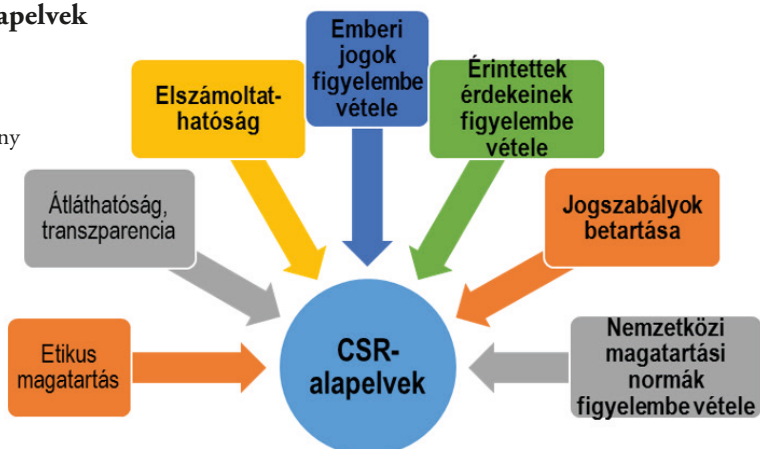 apelvek
ny
Etikus
magatartás
Átláthatóság,
transzparencia
Elszámoltat-
hatóság
Emberi
jogok
figyelembe
vétele
Érintettek
érdekeinek
figyelembe
vétele
Jogszabályok
betartása
Nemzetközi
magatartási
normák
figyelembe vétele
CSR-
alapelvek